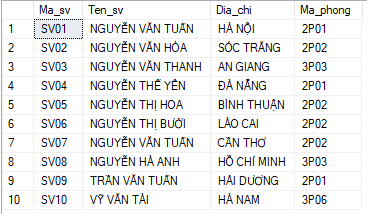 Ma_sv Ten_sv Dia_chi Ma_phong
1 SV01 NGUYỄN VĂN TUẤN HÀ NỘI 2P01
2 SV02 NGUYỄN VĂN HÒA SÓC TRĂNG 2P02
3 SV03 NGUYỄN VĂN THANH AN GIANG 3P03
4 SV04 NGUYỄN THẾ YÊN ĐÀ NẴNG 2P01
5 SV05 NGUYỄN THỊ HOA BÌNH THUẬN 2P02
6 SV06 NGUYỄN THỊ BƯỞI LÀO CAI 2P02
7 SV07 NGUYỄN VĂN TUẤN CẦN THƠ 2P02
8 SV08 NGUYỄN HÀ ANH HỒ CHÍ MINH 3P03
9 SV09 TRẦN VĂN TUẤN HẢI DƯƠNG 2P01
10 SV10 VỸ VĂN TÀI HÀ NAM 3P06